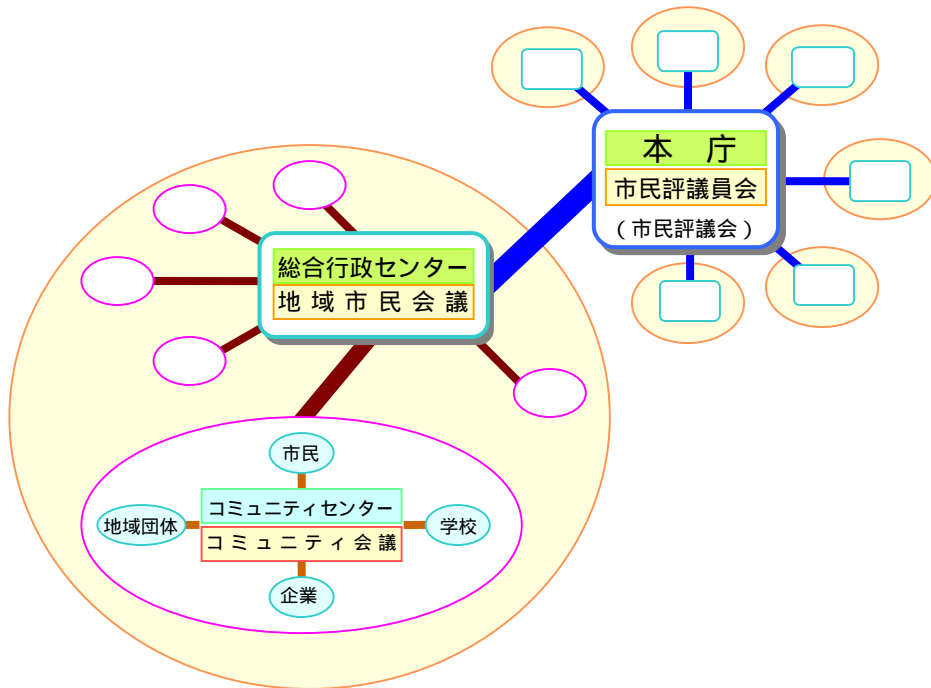 本　庁
市民評議員会
（市民評議会）
総合行政センター
地域市民会議
市民
コミュニティセンター
地域団体
学校
コミュニティ会議
企業